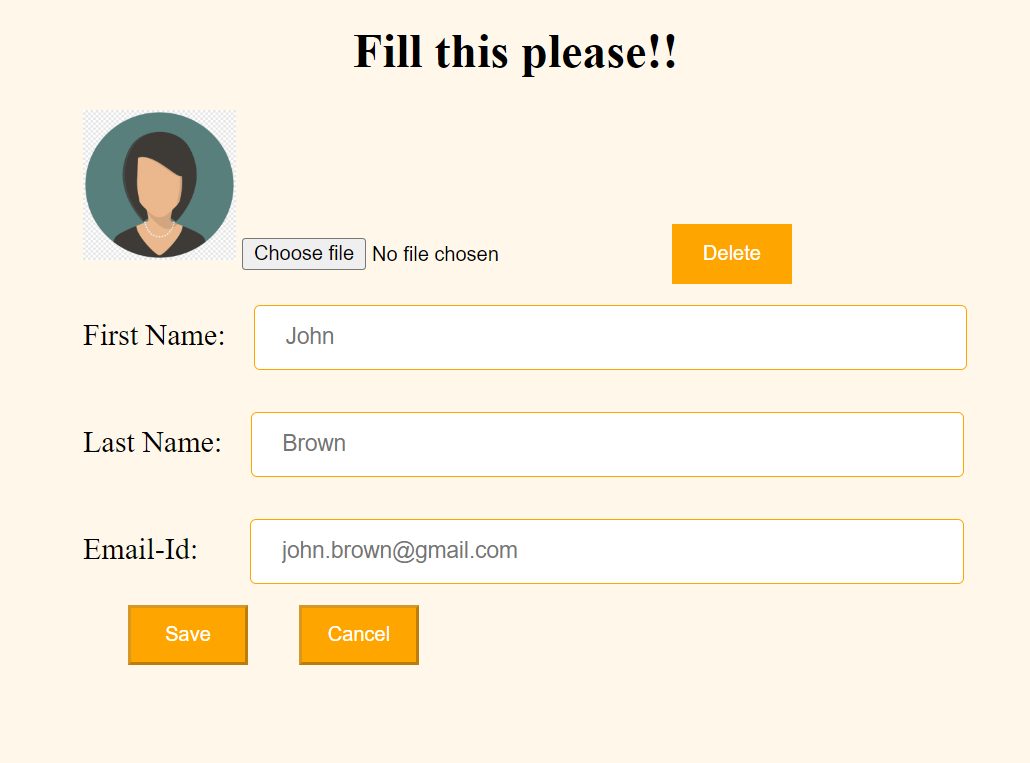 Fill this please!!
Choose file No file chosen Delete
First Name: John
Last Name: Brown
Email-Id: john.brown@gmail.com
Save Cancel